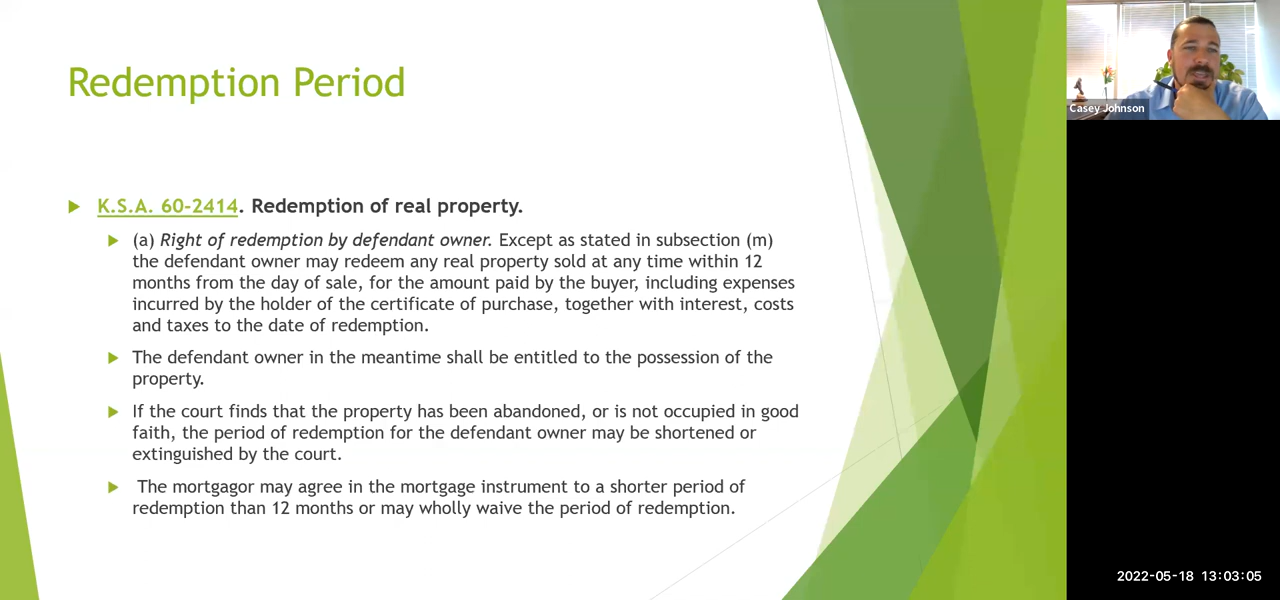 Redemption Period
K.S.A. 60-2414. Redemption of real property.
(a) Right of redemption by defendant owner. Except as stated in subsection (m)
the defendant owner may redeem any real property sold at any time within 12
months from the day of sale, for the amount paid by the buyer, including expenses
incurred by the holder of the certificate of purchase, together with interest, costs
and taxes to the date of redemption.
The defendant owner in the meantime shall be entitled to the possession of the
property.
If the court finds that the property has been abandoned, or is not occupied in good
faith, the period of redemption for the defendant owner may be shortened or
extinguished by the court.
The mortgagor may agree in the mortgage instrument to a shorter period of
redemption than 12 months or may wholly waive the period of redemption.
Casey Johnson
2022-05-18 13:03:05